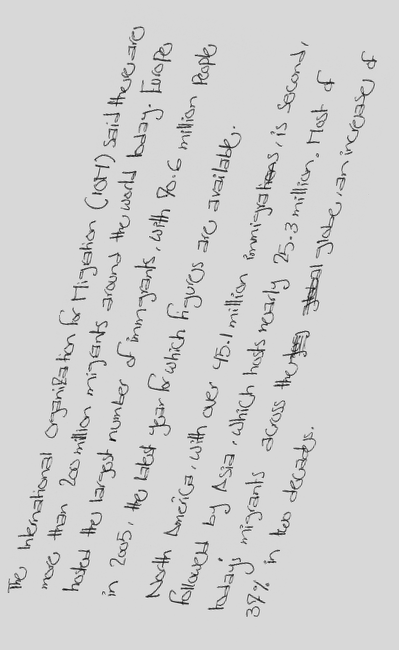 The International Organization for Migration (IOM) said there are
more than 200 million migrants around the world today. Europe
hosted the largest number of immigrants, with 70.6 million People
in 2005, the latest year for which figures are available.
North America, with over 45.1 million immigrations, is second,
followed by Asia, which hosts nearly 25.3 million. Most of
today's migrants across the globe, an increase of
37% in two decades.